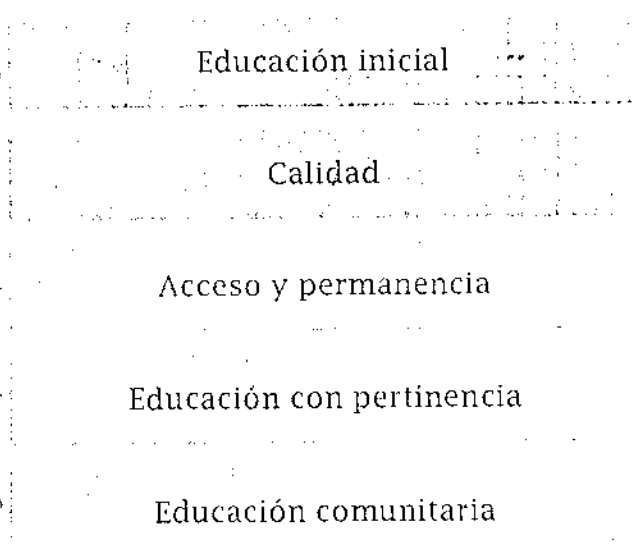 Educación inicial
Calidad
Acceso y permanencia
Educación con pertinencia
Educación comunitaria